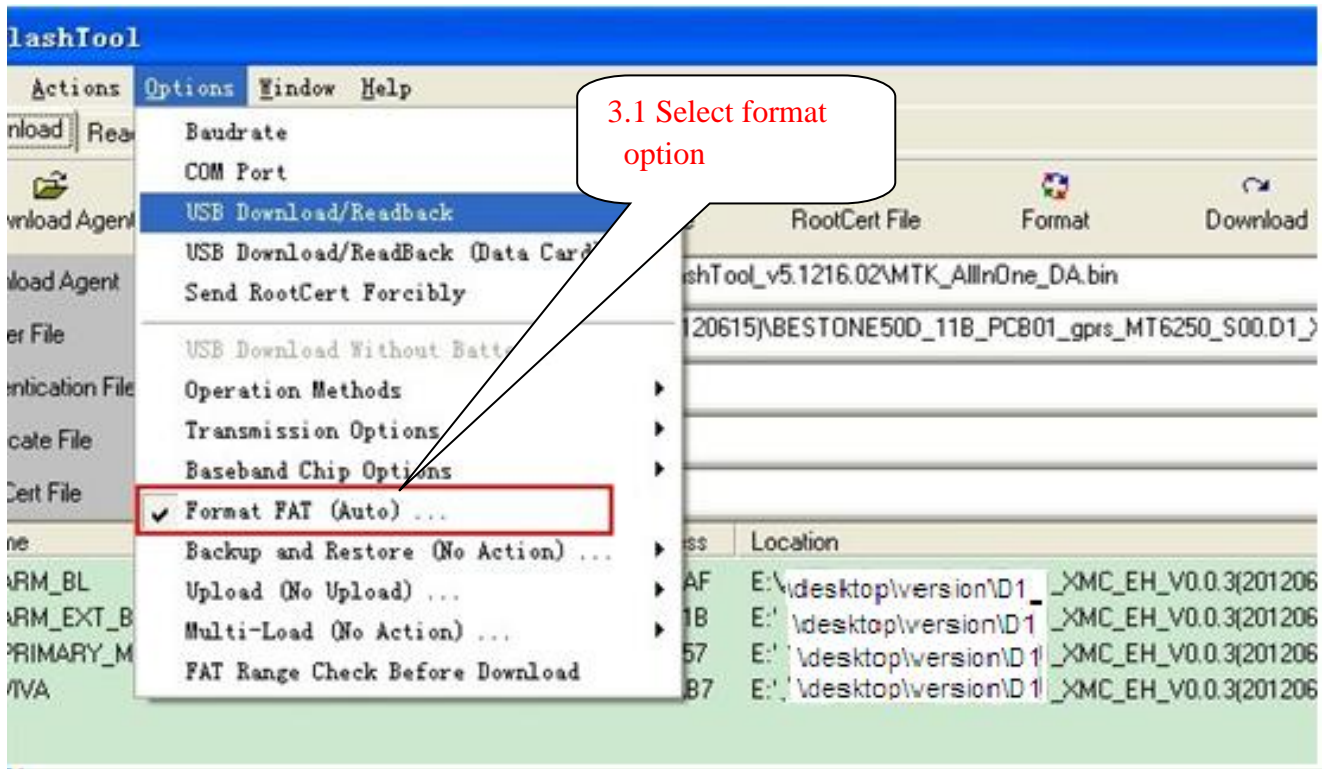 lashTool
Actions Options Window Help
nload Rea
Baudrate
COM Port
USB Download/Readback
USB Download/ReadBack (Data Card)
Send RootCert Forcibly
USB Download Without Batte
Operation Methods
Transmission Options
Baseband Chip Options
Format FAT (Auto) ...
Backup and Restore (No Action) ...
Upload (No Upload) ...
Multi-Load (No Action) ...
FAT Range Check Before Download
3.1 Select format
option
wnload Agent
RootCert File
Format
Download
nload Agent
ashTool_v5.1216.02\MTK_AllInOne_DA.bin
er File
120615)\BESTONE50D_11B_PCB01_gprs_MT6250_S00.D1_
entication File
cate File
Cert File
me
ess
Location
ARM_BL
AF
E:\\desktop\version\D1_ _XMC_EH_V0.0.3(201206
ARM_EXT_B
1B
E:' \desktop\version\D1 _XMC_EH_V0.0.3(201206
PRIMARY_M
57
E:' \desktop\version\D1 _XMC_EH_V0.0.3(201206
VIVA
B7
E:' \desktop\version\D1 _XMC_EH_V0.0.3(201206